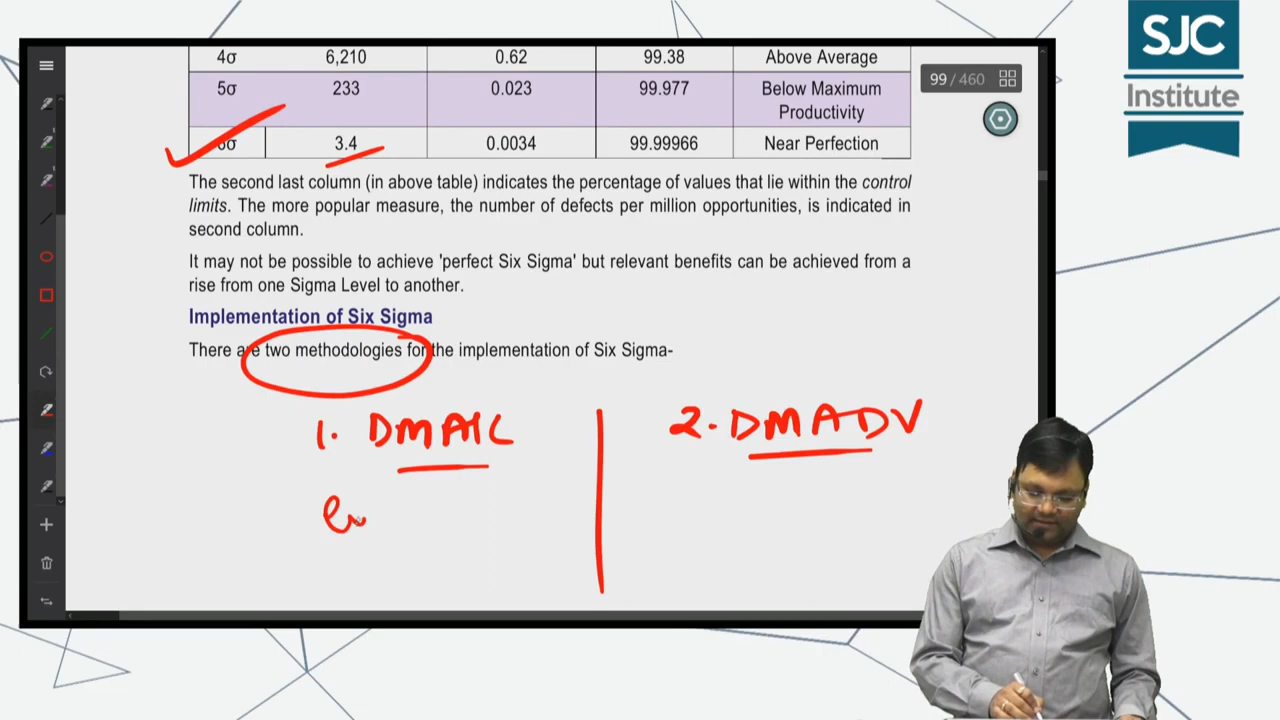 SJC
Institute
99 / 460
4σ 6,210 0.62 99.38 Above Average
5σ 233 0.023 99.977 Below Maximum
Productivity
6σ 3.4 0.0034 99.99966 Near Perfection
The second last column (in above table) indicates the percentage of values that lie within the control
limits. The more popular measure, the number of defects per million opportunities, is indicated in
second column.
It may not be possible to achieve 'perfect Six Sigma' but relevant benefits can be achieved from a
rise from one Sigma Level to another.
Implementation of Six Sigma
There are two methodologies for the implementation of Six Sigma-
1. DMAIC
2. DMADV